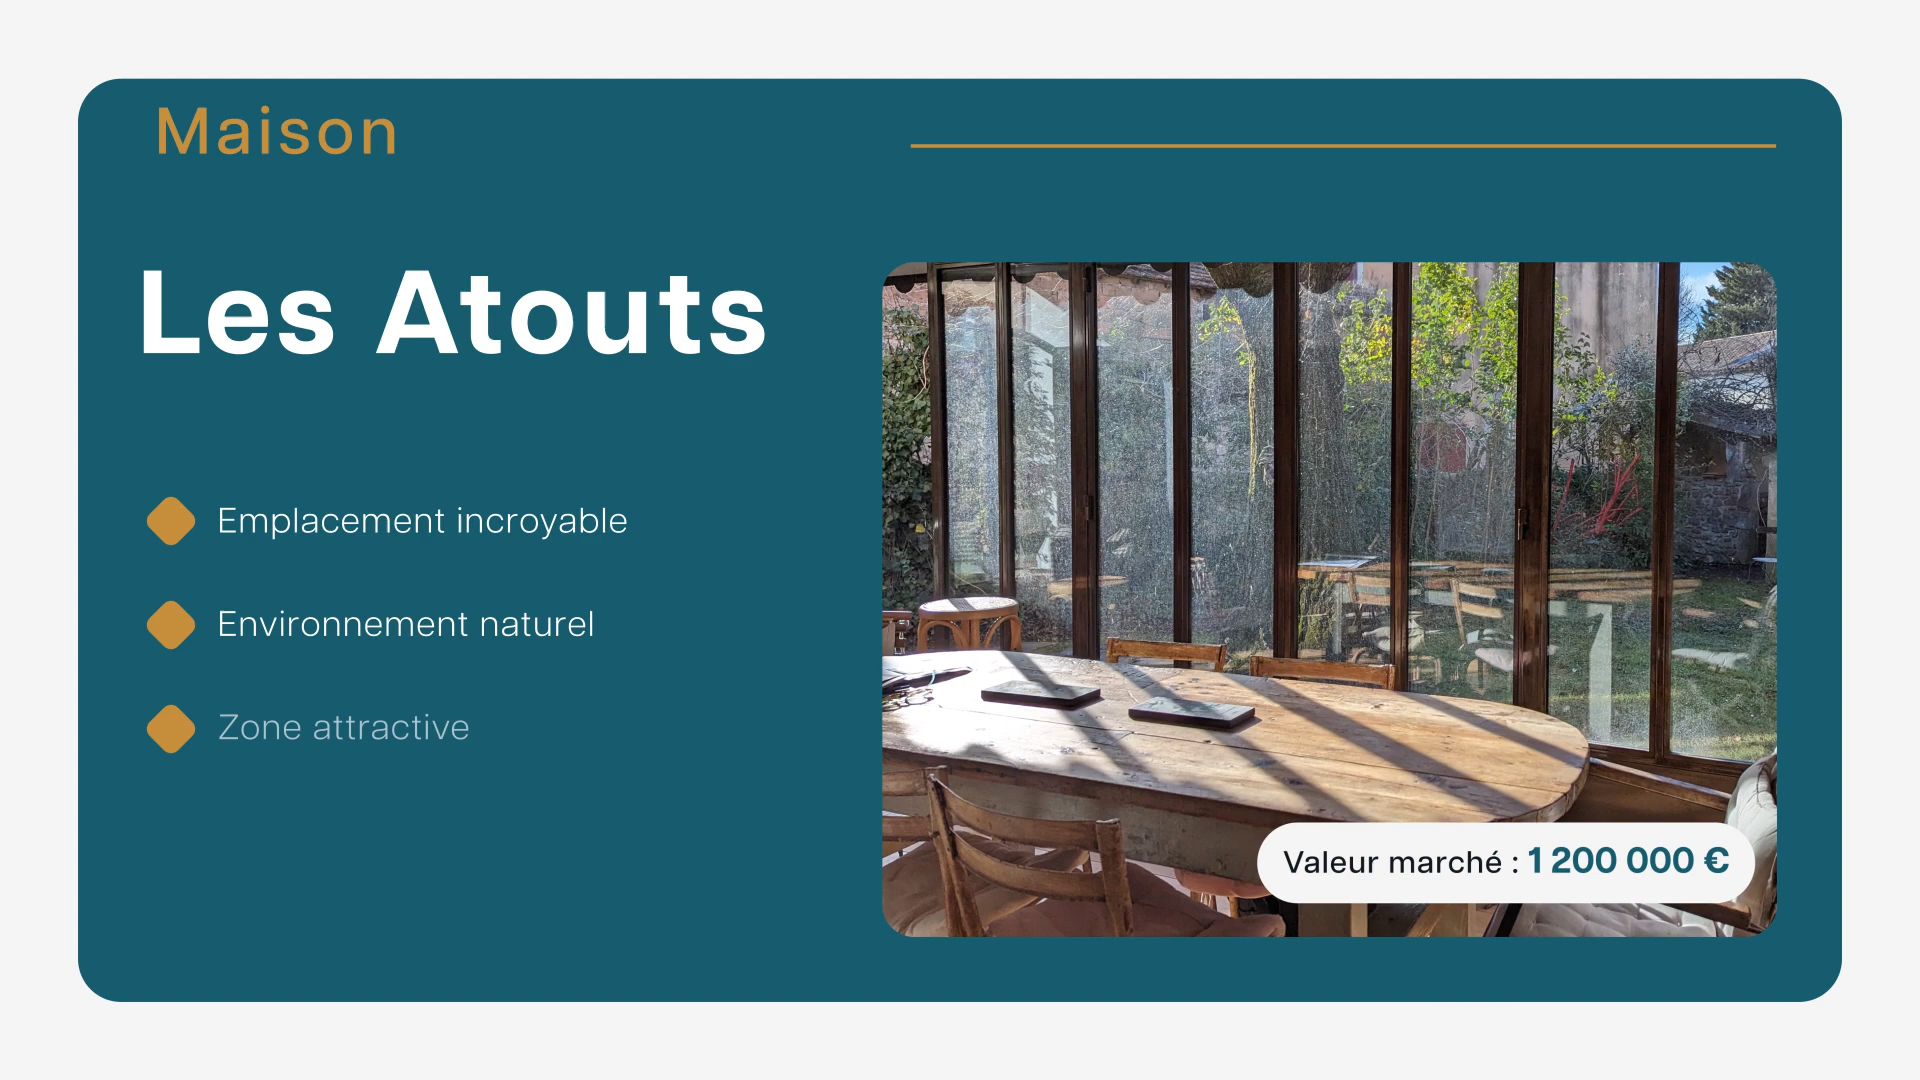 Maison
Les Atouts
Emplacement incroyable
Environnement naturel
Zone attractive
Valeur marché : 1 200 000 €